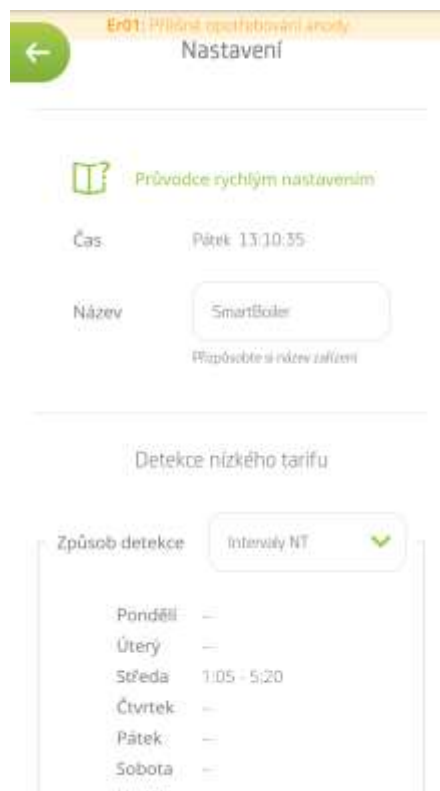 Er01: Přílišné opotřebování anody.
Nastavení
Průvodce rychlým nastavením
Čas Pátek 13:10:35
Název SmartBoiler
Přizpůsobte si název zařízení
Detekce nízkého tarifu
Způsob detekce Intervaly NT
Pondělí --
Úterý --
Středa 1:05 - 5:20
Čtvrtek --
Pátek --
Sobota --